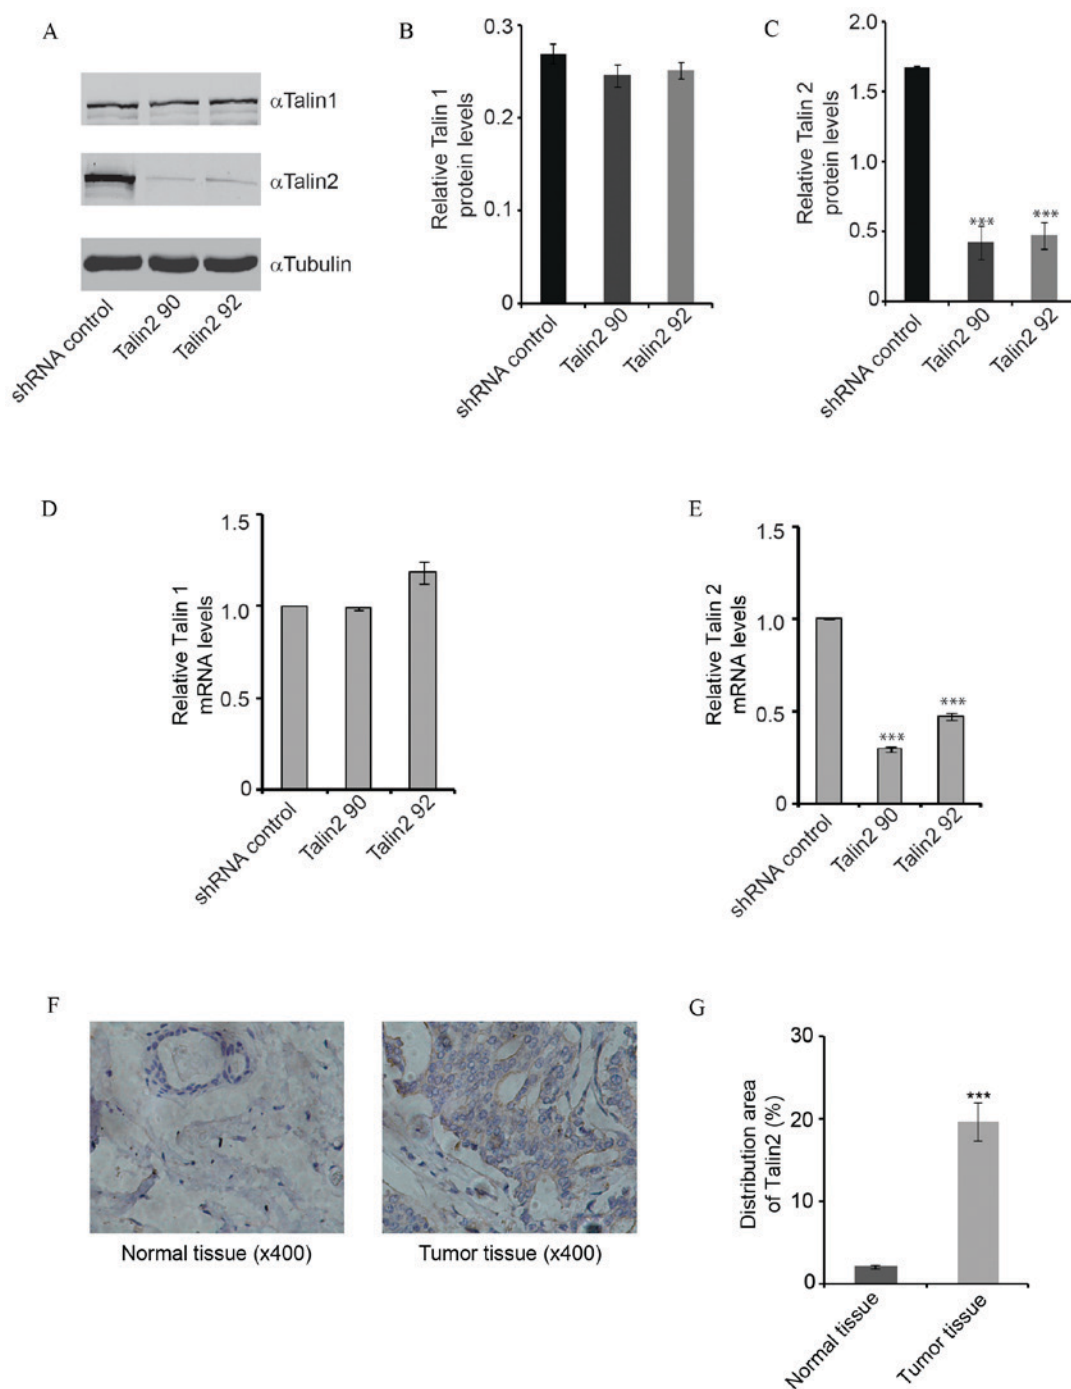 A
αTalin1
αTalin2
αTubulin
shRNA control
Talin2 90
Talin2 92
B
Relative Talin 1
protein levels
0.3
0.2
0.1
0
shRNA control
Talin2 90
Talin2 92
C
Relative Talin 2
protein levels
2.0
1.5
1.0
0.5
0
***
***
shRNA control
Talin2 90
Talin2 92
D
Relative Talin 1
mRNA levels
1.5
1.0
0.5
0
shRNA control
Talin2 90
Talin2 92
E
Relative Talin 2
mRNA levels
1.5
1.0
0.5
0
***
***
shRNA control
Talin2 90
Talin2 92
F
Normal tissue (x400)
Tumor tissue (x400)
G
Distribution area
of Talin2 (%)
30
20
10
0
***
Normal tissue
Tumor tissue